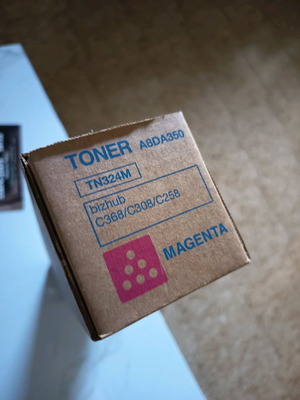 TONER A8DA350
TN324M
bizhub
C368/C308/C258
MAGENTA